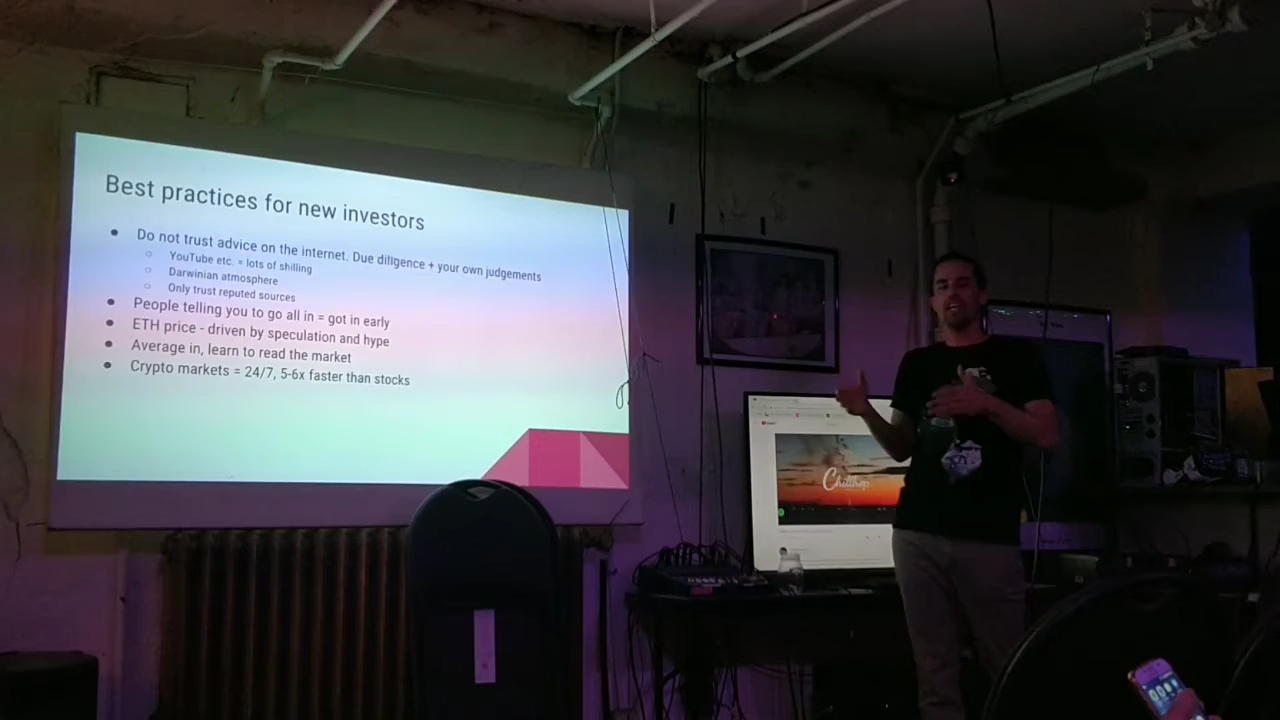 Best practices for new investors
Do not trust advice on the internet. Due diligence + your own judgements
YouTube etc. = lots of shilling
Darwinian atmosphere
Only trust reputed sources
People telling you to go all in = got in early
ETH price - driven by speculation and hype
Average in, learn to read the market
Crypto markets = 24/7, 5-6x faster than stocks
Chillhop